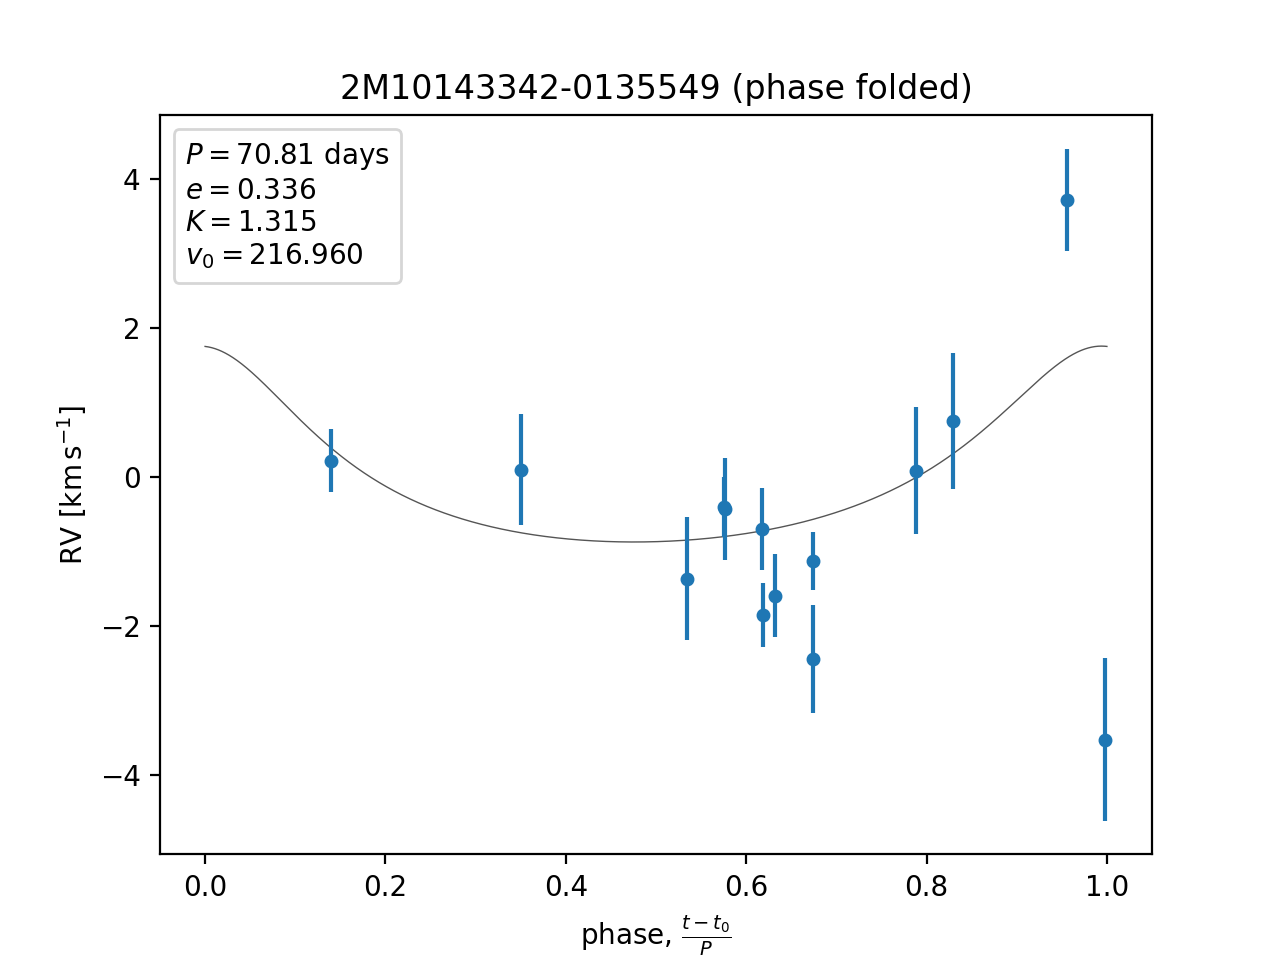 2M10143342-0135549 (phase folded)
P = 70.81 days
e = 0.336
K = 1.315
v₀ = 216.960
4
2
0
−2
−4
RV [km s⁻¹]
0.0 0.2 0.4 0.6 0.8 1.0
phase, (t − t₀)/P